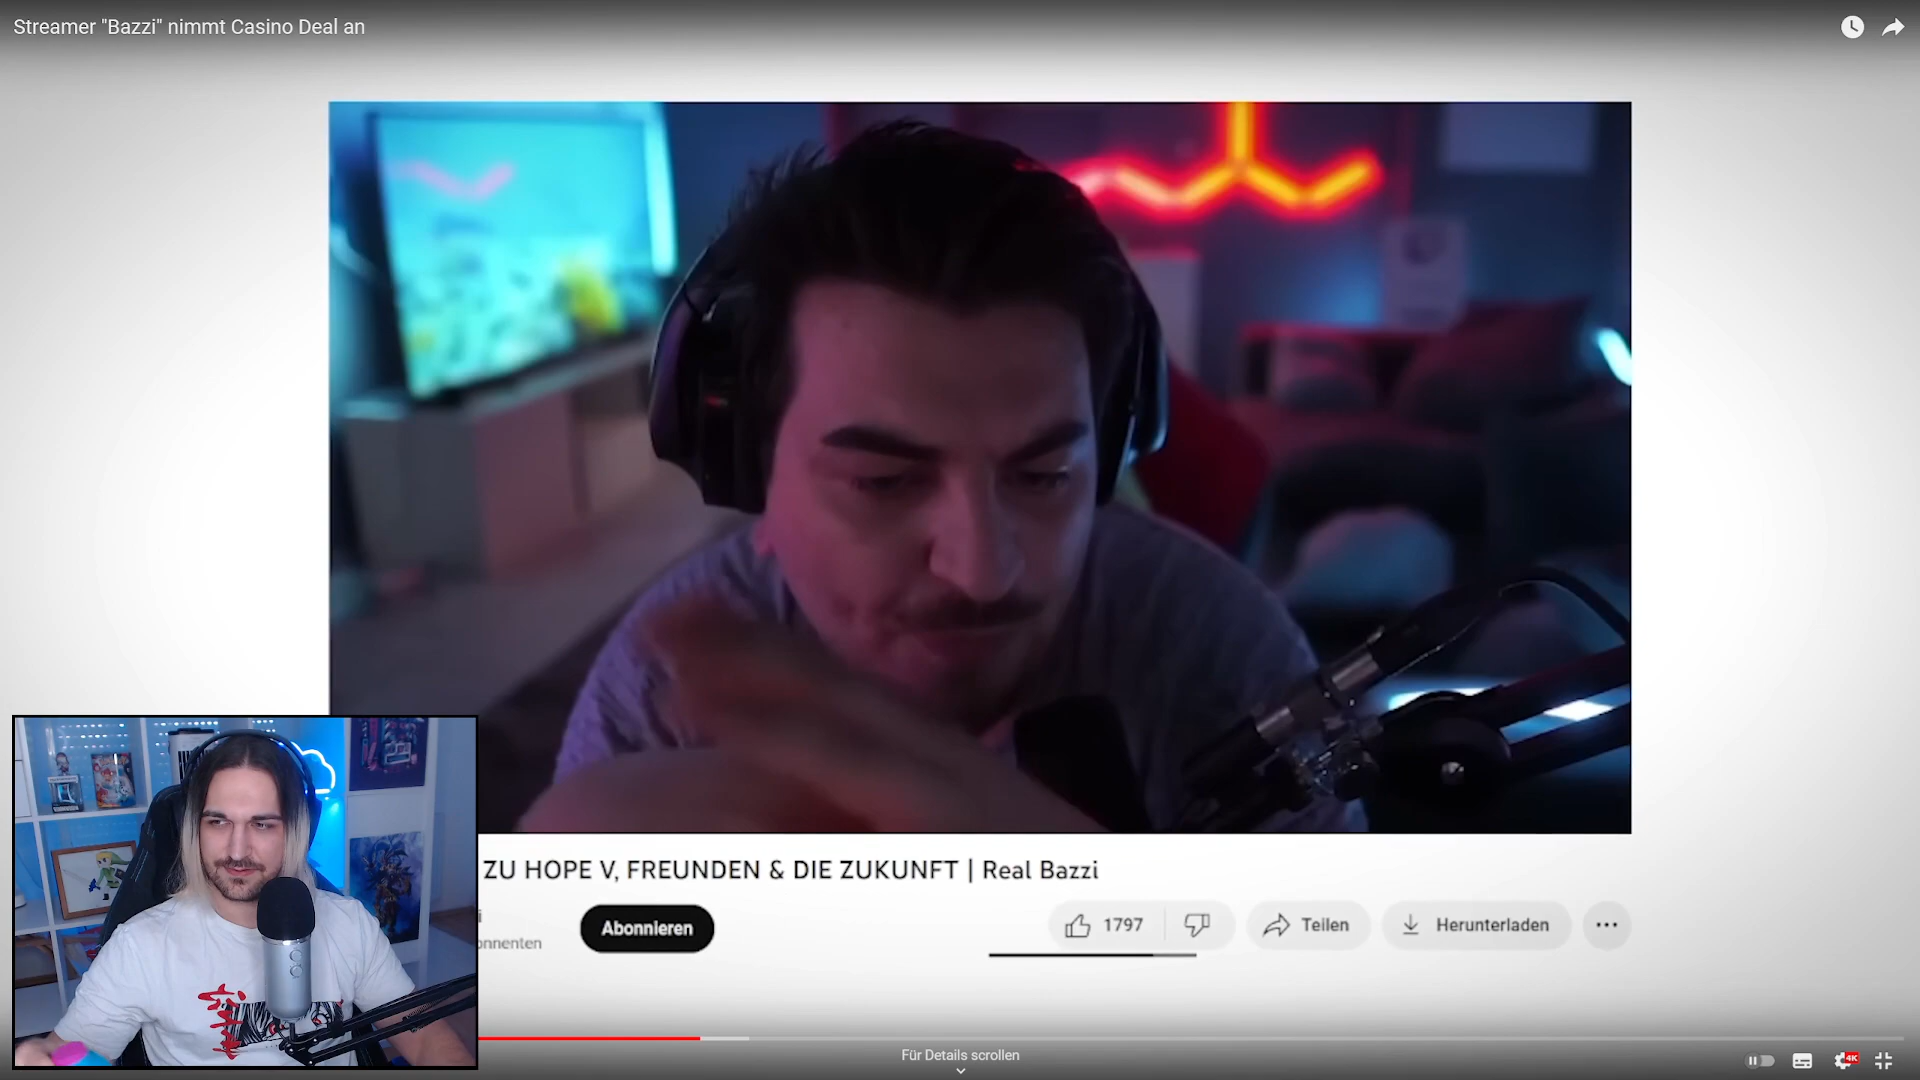 Streamer "Bazzi" nimmt Casino Deal an
ZU HOPE V, FREUNDEN & DIE ZUKUNFT | Real Bazzi
Abonnieren
1797
Teilen
Herunterladen
onnenten
Für Details scrollen
4K